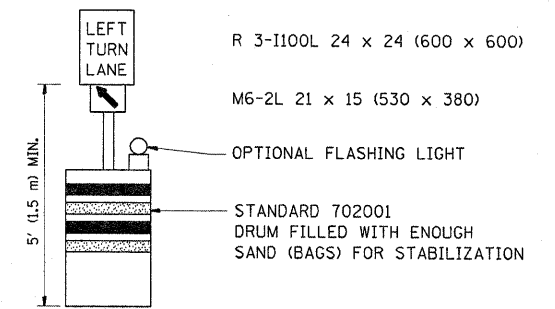 LEFT
TURN
LANE
R 3-I100L 24 x 24 (600 x 600)
M6-2L 21 x 15 (530 x 380)
5' (1.5 m) MIN.
OPTIONAL FLASHING LIGHT
STANDARD 702001
DRUM FILLED WITH ENOUGH
SAND (BAGS) FOR STABILIZATION